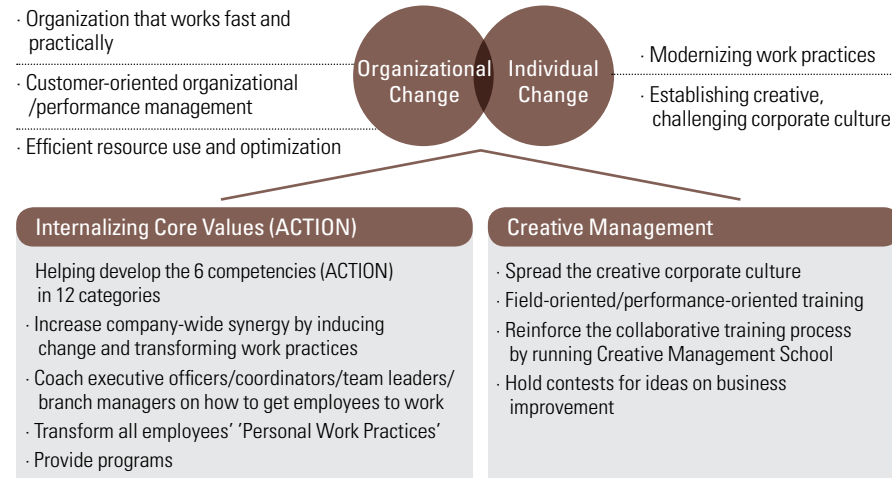 · Organization that works fast and
practically
· Customer-oriented organizational
/performance management
· Efficient resource use and optimization
Organizational
Change
Individual
Change
· Modernizing work practices
· Establishing creative,
challenging corporate culture
Internalizing Core Values (ACTION)
Helping develop the 6 competencies (ACTION)
in 12 categories
· Increase company-wide synergy by inducing
change and transforming work practices
· Coach executive officers/coordinators/team leaders/
branch managers on how to get employees to work
· Transform all employees’ ‘Personal Work Practices’
· Provide programs
Creative Management
· Spread the creative corporate culture
· Field-oriented/performance-oriented training
· Reinforce the collaborative training process
by running Creative Management School
· Hold contests for ideas on business
improvement